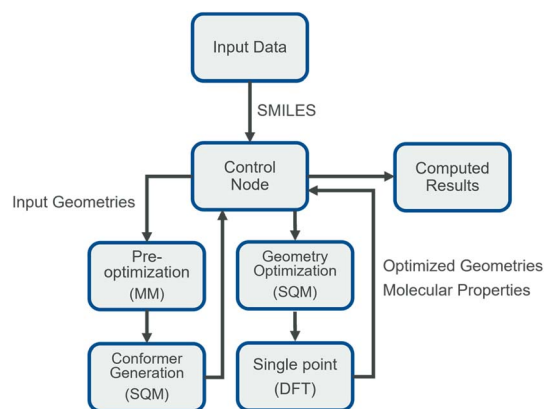 Input Data
SMILES
Control
Node
Computed
Results
Input Geometries
Pre-
optimization
(MM)
Geometry
Optimization
(SQM)
Optimized Geometries
Molecular Properties
Conformer
Generation
(SQM)
Single point
(DFT)